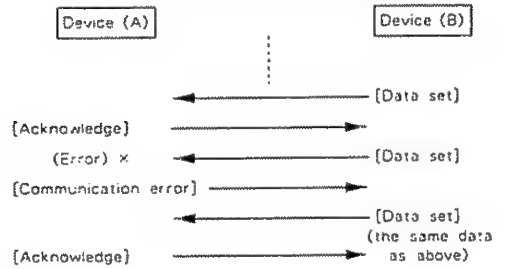 Device (A)
Device (B)
[Data set]
[Acknowledge]
(Error) ×
[Data set]
[Communication error]
[Data set]
(the same data
as above)
[Acknowledge]